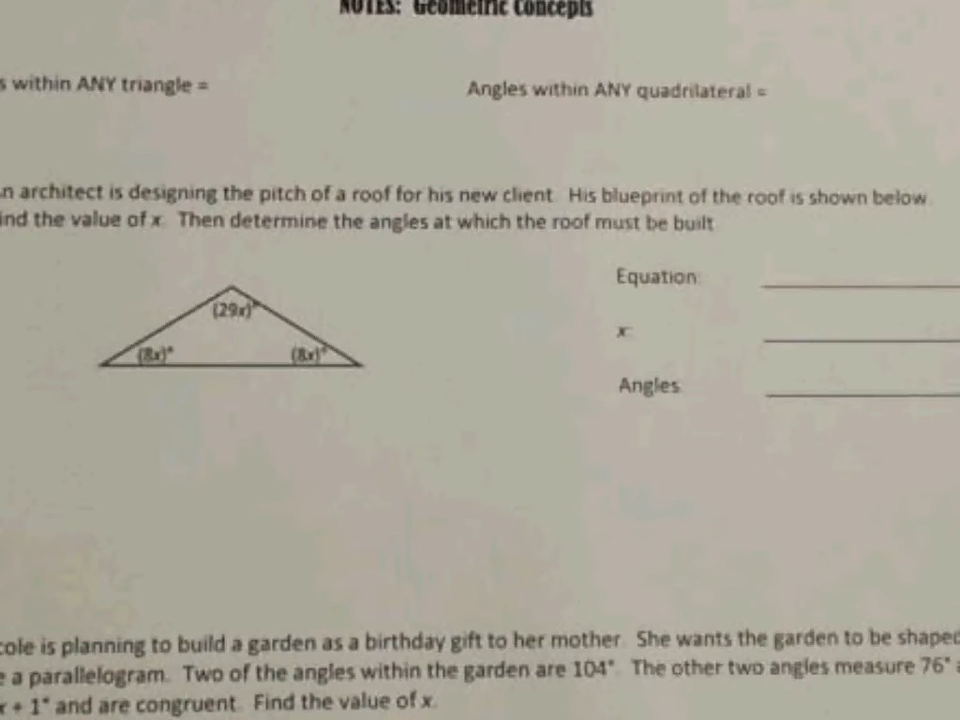 NOTES: Geometric Concepts
s within ANY triangle =
Angles within ANY quadrilateral =
n architect is designing the pitch of a roof for his new client. His blueprint of the roof is shown below.
ind the value of x. Then determine the angles at which the roof must be built.
Equation:
(29x)°
x:
(8x)°
(8x)°
Angles:
cole is planning to build a garden as a birthday gift to her mother. She wants the garden to be shaped
e a parallelogram. Two of the angles within the garden are 104°. The other two angles measure 76°
x + 1° and are congruent. Find the value of x.